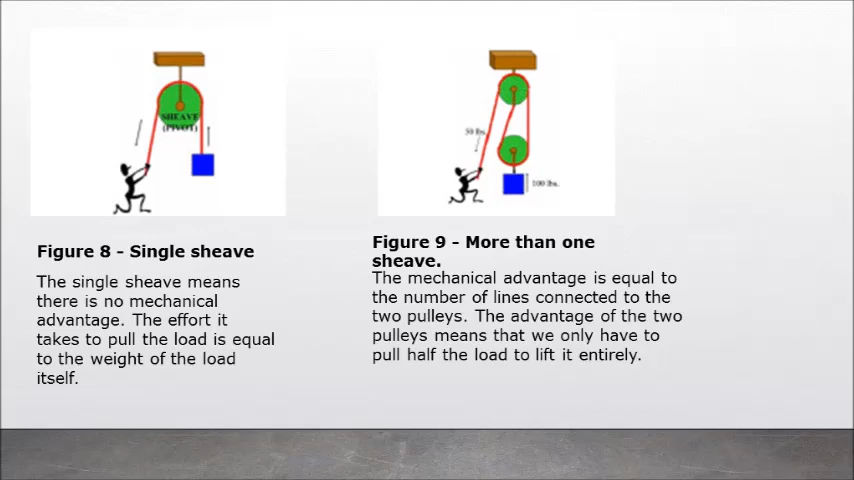 SHEAVE
(PIVOT)
50 lbs.
100 lbs.
Figure 8 - Single sheave
The single sheave means
there is no mechanical
advantage. The effort it
takes to pull the load is equal
to the weight of the load
itself.
Figure 9 - More than one
sheave.
The mechanical advantage is equal to
the number of lines connected to the
two pulleys. The advantage of the two
pulleys means that we only have to
pull half the load to lift it entirely.